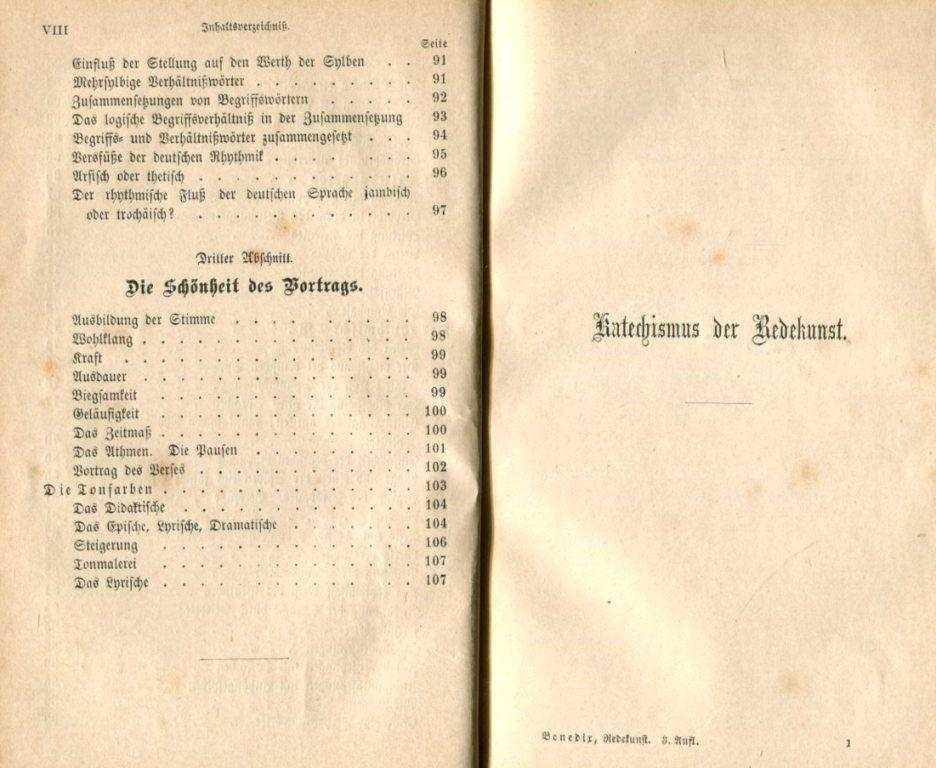 VIII
Inhaltsverzeichniß.
Seite
Einfluß der Stellung auf den Werth der Sylben . . 91
Mehrsylbige Verhältnißwörter . . . . . . . . . 91
Zusammensetzungen von Begriffswörtern . . . . . 92
Das logische Begriffsverhältniß in der Zusammensetzung 93
Begriffs- und Verhältnißwörter zusammengesetzt . . . 94
Versfüße der deutschen Rhythmik . . . . . . . . 95
Arsisch oder thetisch . . . . . . . . . . . . 96
Der rhythmische Fluß der deutschen Sprache jambisch
oder trochäisch? . . . . . . . . . . . . 97
Dritter Abschnitt.
Die Schönheit des Vortrags.
Ausbildung der Stimme . . . . . . . . . . 98
Wohlklang . . . . . . . . . . . . . . . 98
Kraft . . . . . . . . . . . . . . . . 99
Ausdauer . . . . . . . . . . . . . . . 99
Biegsamkeit . . . . . . . . . . . . . . 99
Geläufigkeit . . . . . . . . . . . . . . 100
Das Zeitmaß . . . . . . . . . . . . . . 100
Das Athmen. Die Pausen . . . . . . . . . 101
Vortrag des Verses . . . . . . . . . . . . 102
Die Tonfarben . . . . . . . . . . . . . . 103
Das Didaktische . . . . . . . . . . . . . 104
Das Epische, Lyrische, Dramatische . . . . . . . 104
Steigerung . . . . . . . . . . . . . . 106
Tonmalerei . . . . . . . . . . . . . . 107
Das Lyrische . . . . . . . . . . . . . . 107
Katechismus der Redekunst.
Benedix, Redekunst. 3. Aufl. 1